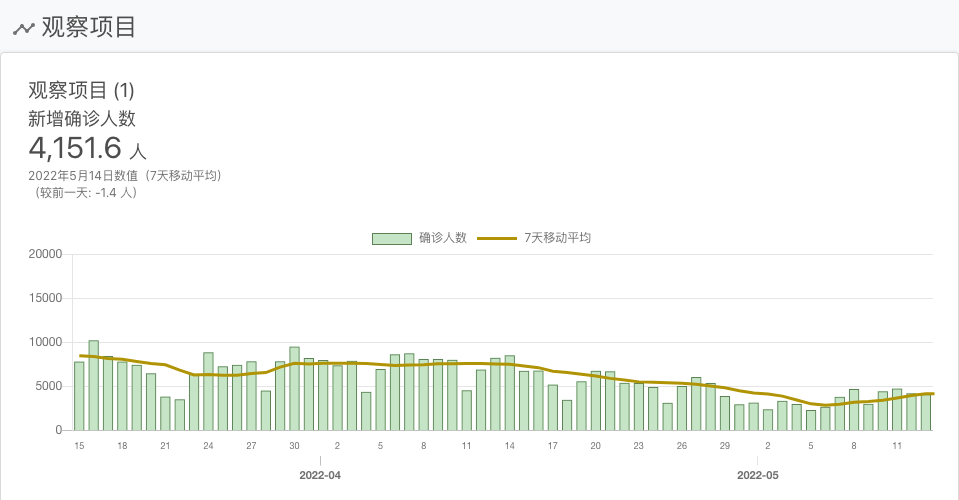 观察项目
观察项目 (1)
新增确诊人数
4,151.6 人
2022年5月14日数值（7天移动平均）
（较前一天: -1.4 人）
确诊人数 7天移动平均
20000
15000
10000
5000
0
15 18 21 24 27 30 2 5 8 11 14 17 20 23 26 29 2 5 8 11
2022-04 2022-05